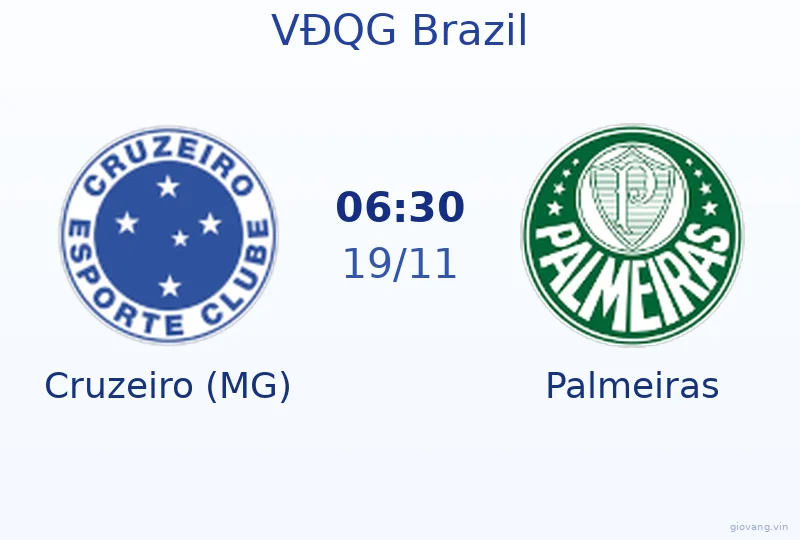 VĐQG Brazil
CRUZEIRO
ESPORTE CLUBE
06:30
19/11
P
PALMEIRAS
Cruzeiro (MG)
Palmeiras
giovang.vin